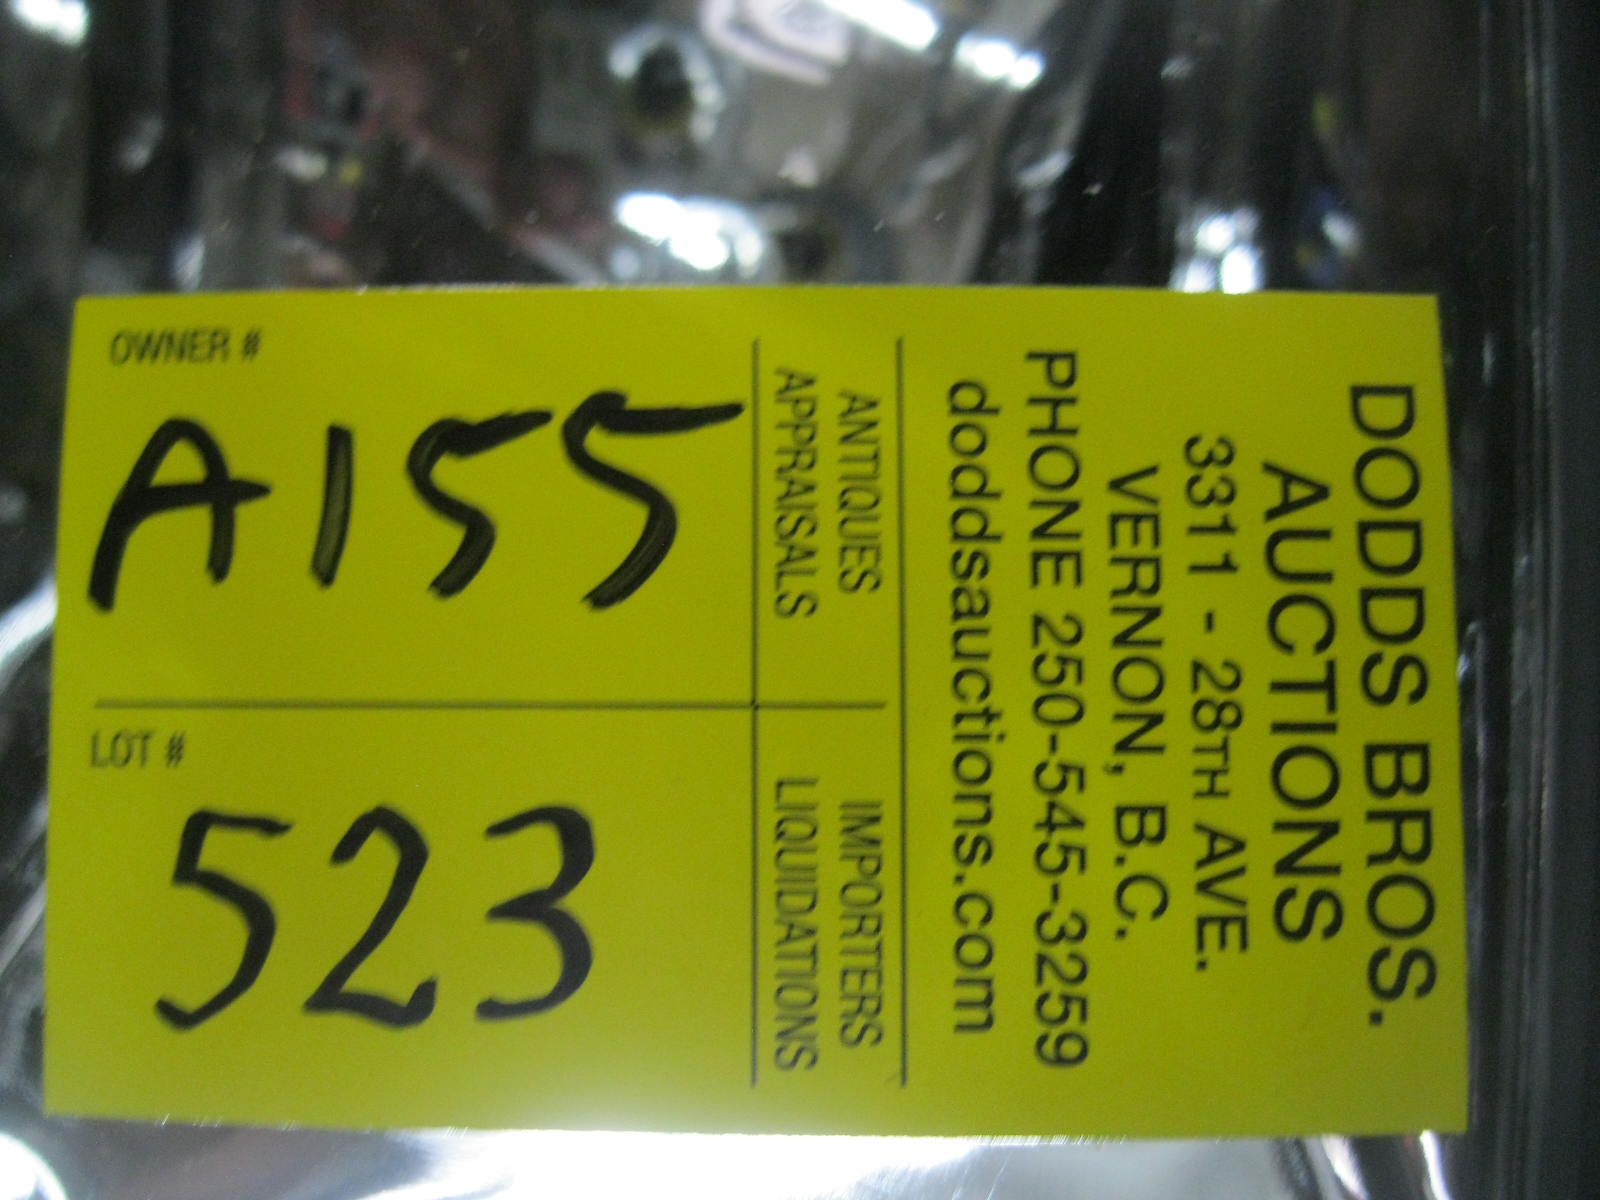 OWNER #
A155
LOT #
523
ANTIQUES
APPRAISALS
IMPORTERS
LIQUIDATIONS
DODDS BROS.
AUCTIONS
3311 - 28TH AVE.
VERNON, B.C.
PHONE 250-545-3259
doddsauctions.com